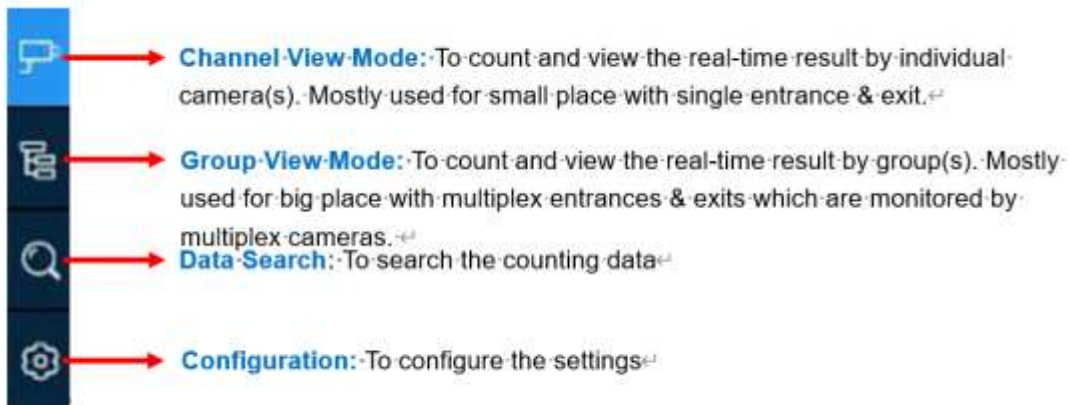 Channel View Mode: To count and view the real-time result by individual
camera(s). Mostly used for small place with single entrance & exit.
Group View Mode: To count and view the real-time result by group(s). Mostly
used for big place with multiplex entrances & exits which are monitored by
multiplex cameras.
Data Search: To search the counting data
Configuration: To configure the settings